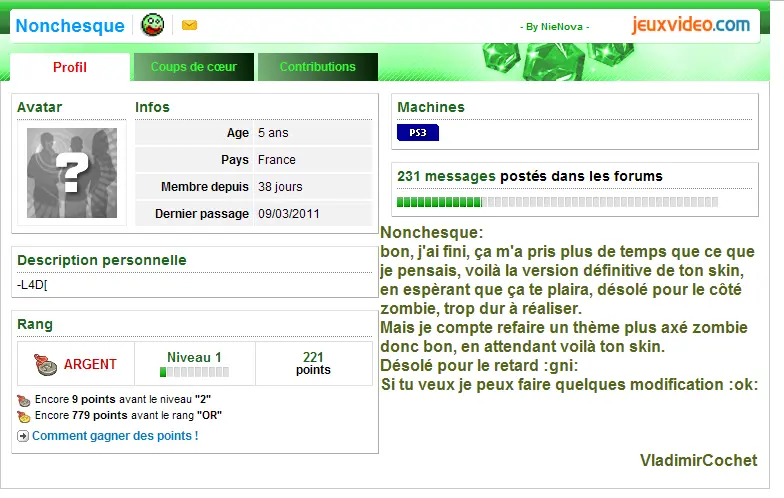 Nonchesque
- By NieNova -
jeuxvideo.com
Profil
Coups de cœur
Contributions
Avatar
?
Infos
Age 5 ans
Pays France
Membre depuis 38 jours
Dernier passage 09/03/2011
Description personnelle
-L4D[
Rang
ARGENT
Niveau 1
221
points
Encore 9 points avant le niveau "2"
Encore 779 points avant le rang "OR"
Comment gagner des points !
Machines
PS3
231 messages postés dans les forums
Nonchesque:
bon, j'ai fini, ça m'a pris plus de temps que ce que
je pensais, voilà la version définitive de ton skin,
en espèrant que ça te plaira, désolé pour le côté
zombie, trop dur à réaliser.
Mais je compte refaire un thème plus axé zombie
donc bon, en attendant voilà ton skin.
Désolé pour le retard :gni:
Si tu veux je peux faire quelques modification :ok:
VladimirCochet